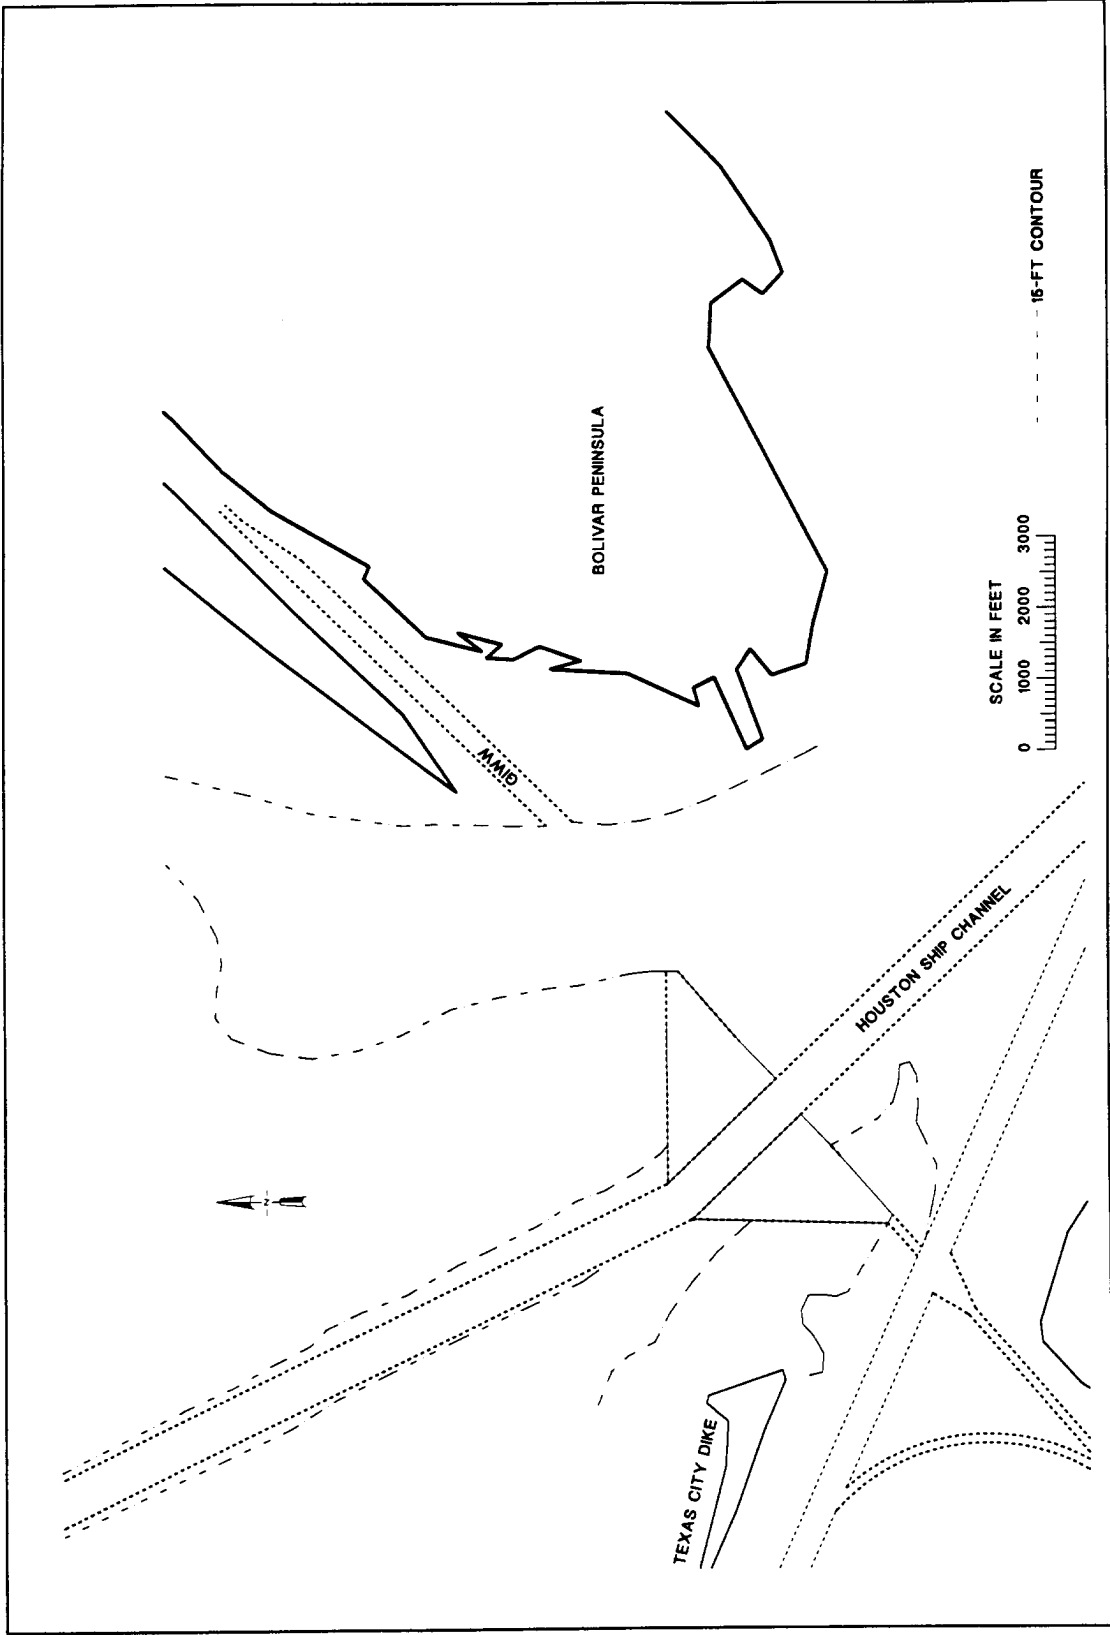 BOLIVAR PENINSULA
GIWW
HOUSTON SHIP CHANNEL
TEXAS CITY DIKE
N
SCALE IN FEET
0 1000 2000 3000
15-FT CONTOUR